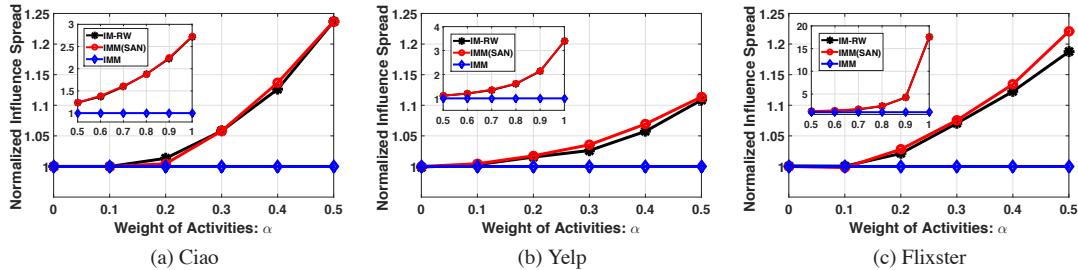 Normalized Influence Spread
1.25
1.2
1.15
1.1
1.05
1
0
0.1
0.2
0.3
0.4
0.5
Weight of Activities: α
3
2.5
2
1.5
1
0.5 0.6 0.7 0.8 0.9 1
IM-RW
IMM(SAN)
IMM
(a) Ciao
Normalized Influence Spread
1.25
1.2
1.15
1.1
1.05
1
0
0.1
0.2
0.3
0.4
0.5
Weight of Activities: α
4
3
2
1
0.5 0.6 0.7 0.8 0.9 1
IM-RW
IMM(SAN)
IMM
(b) Yelp
Normalized Influence Spread
1.25
1.2
1.15
1.1
1.05
1
0
0.1
0.2
0.3
0.4
0.5
Weight of Activities: α
20
15
10
5
0.5 0.6 0.7 0.8 0.9 1
IM-RW
IMM(SAN)
IMM
(c) Flixster